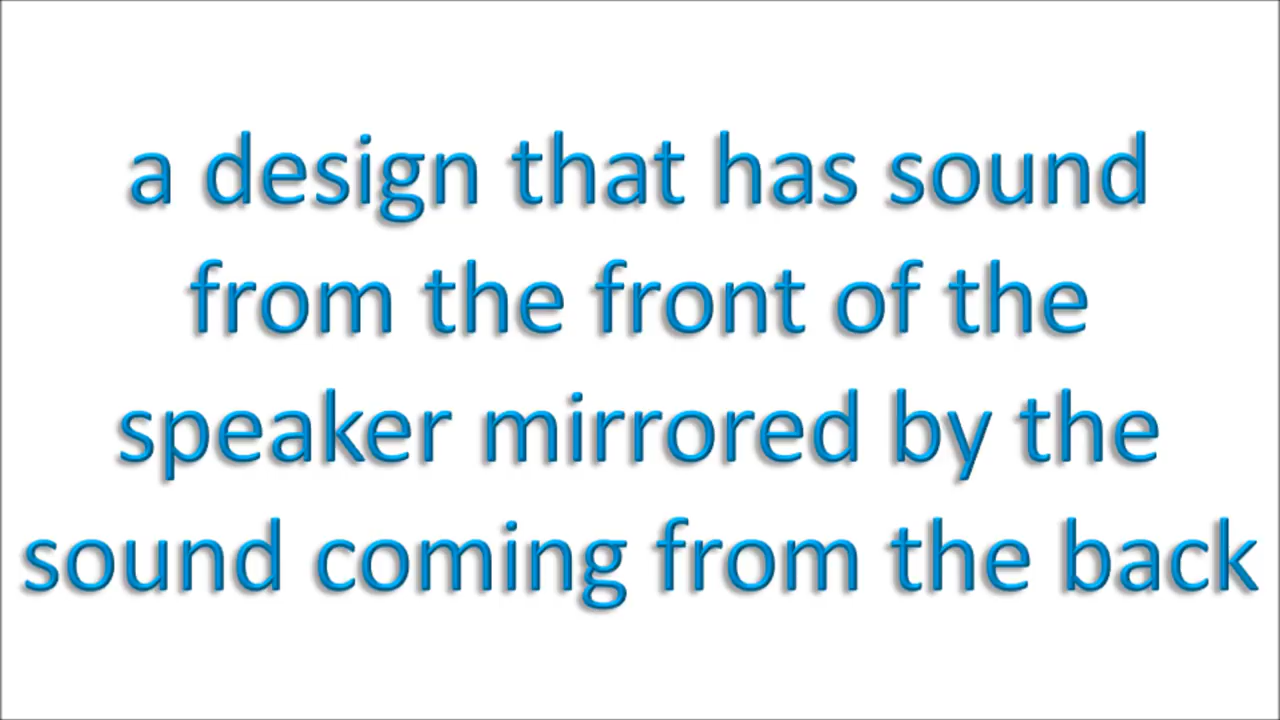 a design that has sound
from the front of the
speaker mirrored by the
sound coming from the back